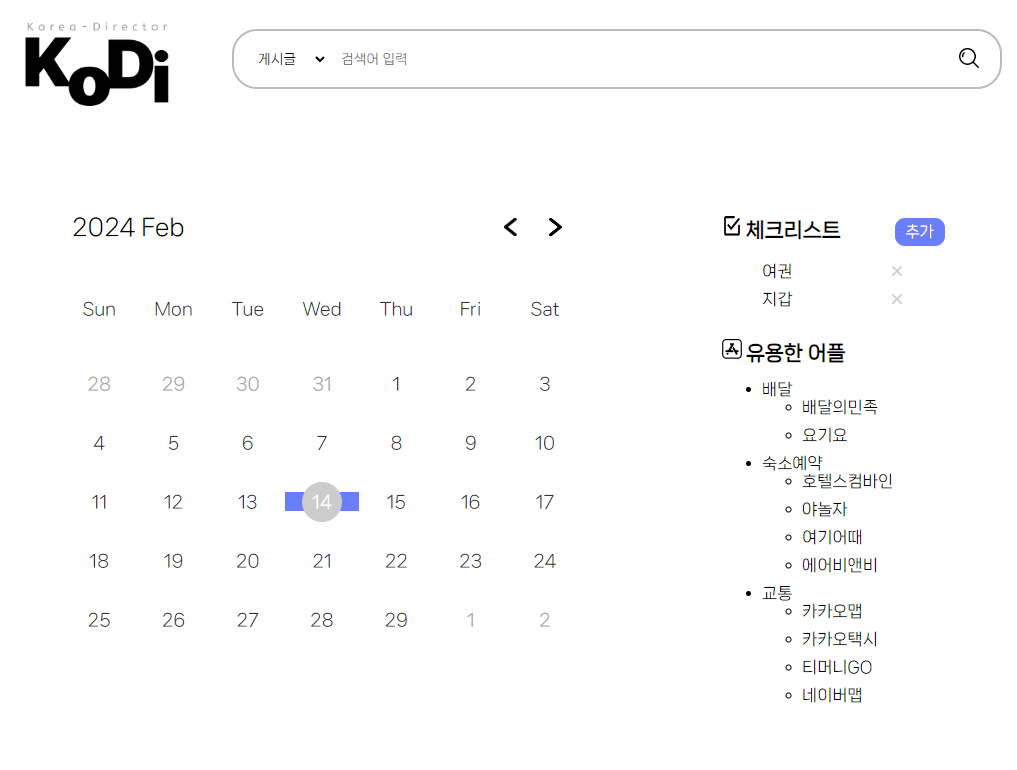 Korea-Director
KoDi
게시글
검색어 입력
2024 Feb
Sun Mon Tue Wed Thu Fri Sat
28 29 30 31 1 2 3
4 5 6 7 8 9 10
11 12 13 14 15 16 17
18 19 20 21 22 23 24
25 26 27 28 29 1 2
체크리스트
추가
여권
지갑
유용한 어플
배달
배달의민족
요기요
숙소예약
호텔스컴바인
야놀자
여기어때
에어비앤비
교통
카카오맵
카카오택시
티머니GO
네이버맵